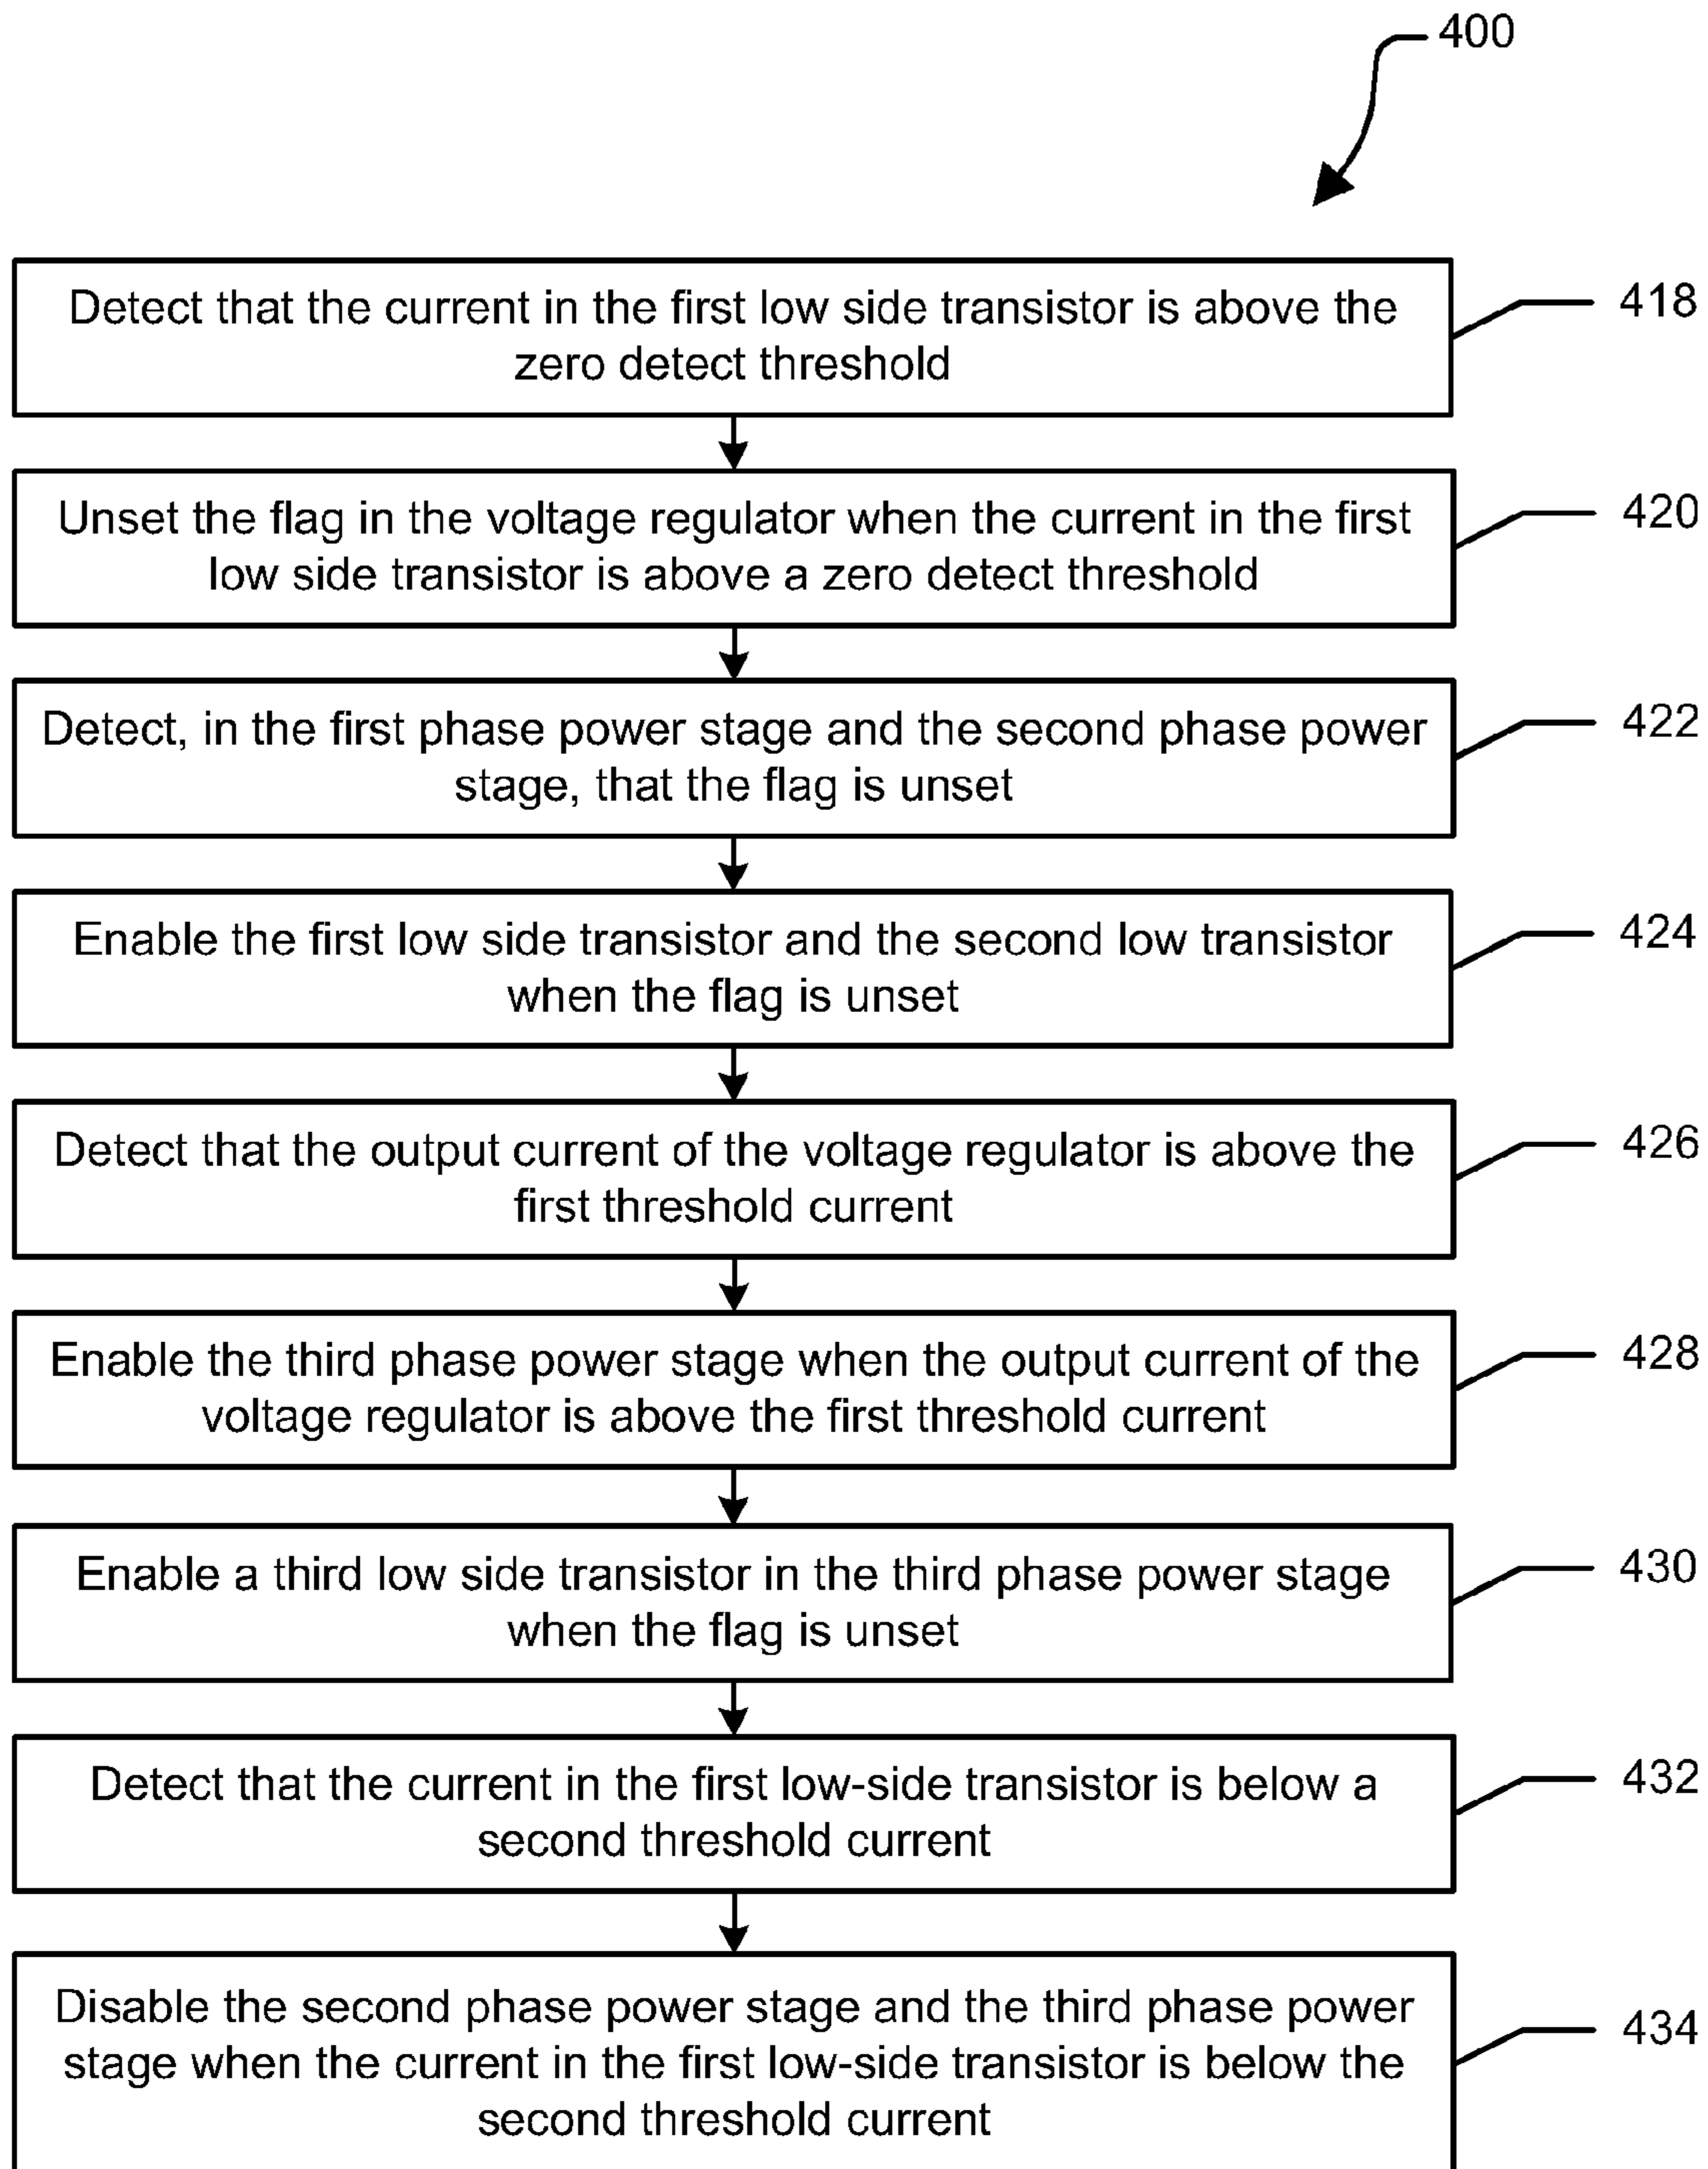 400
Detect that the current in the first low side transistor is above the
zero detect threshold
418
Unset the flag in the voltage regulator when the current in the first
low side transistor is above a zero detect threshold
420
Detect, in the first phase power stage and the second phase power
stage, that the flag is unset
422
Enable the first low side transistor and the second low transistor
when the flag is unset
424
Detect that the output current of the voltage regulator is above the
first threshold current
426
Enable the third phase power stage when the output current of the
voltage regulator is above the first threshold current
428
Enable a third low side transistor in the third phase power stage
when the flag is unset
430
Detect that the current in the first low-side transistor is below a
second threshold current
432
Disable the second phase power stage and the third phase power
stage when the current in the first low-side transistor is below the
second threshold current
434